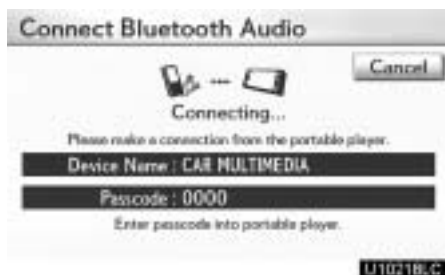 Connect Bluetooth Audio
Cancel
Connecting...
Please make a connection from the portable player.
Device Name : CAR MULTIMEDIA
Passcode : 0000
Enter passcode into portable player.
U10218LC